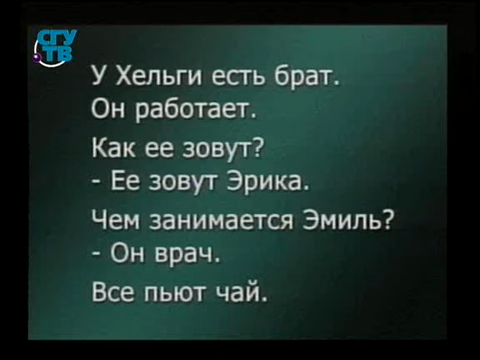 СГУ
ТВ
У Хельги есть брат.
Он работает.
Как ее зовут?
- Ее зовут Эрика.
Чем занимается Эмиль?
- Он врач.
Все пьют чай.